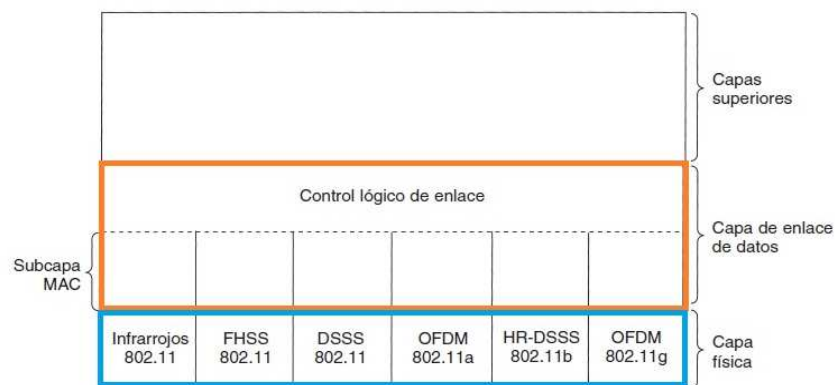 Capas
superiores
Control lógico de enlace
Capa de enlace
de datos
Subcapa
MAC
Infrarrojos
802.11
FHSS
802.11
DSSS
802.11
OFDM
802.11a
HR-DSSS
802.11b
OFDM
802.11g
Capa
física